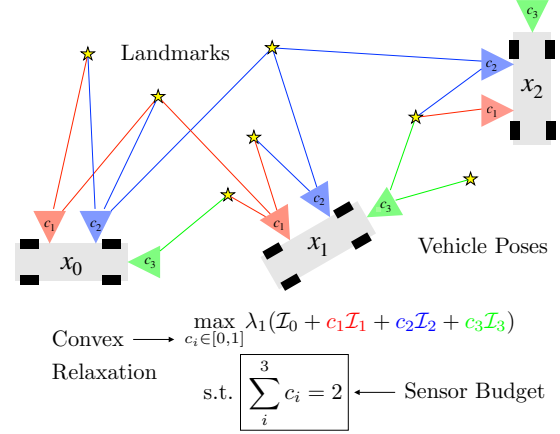 c₃
Landmarks
c₂
x₂
c₁
c₁
c₂
x₀
c₃
c₁
c₂
x₁
c₃
Vehicle Poses
Convex
Relaxation
max λ₁(ℐ₀ + c₁ℐ₁ + c₂ℐ₂ + c₃ℐ₃)
cᵢ∈[0,1]
3
s.t. ∑ cᵢ = 2
i
Sensor Budget